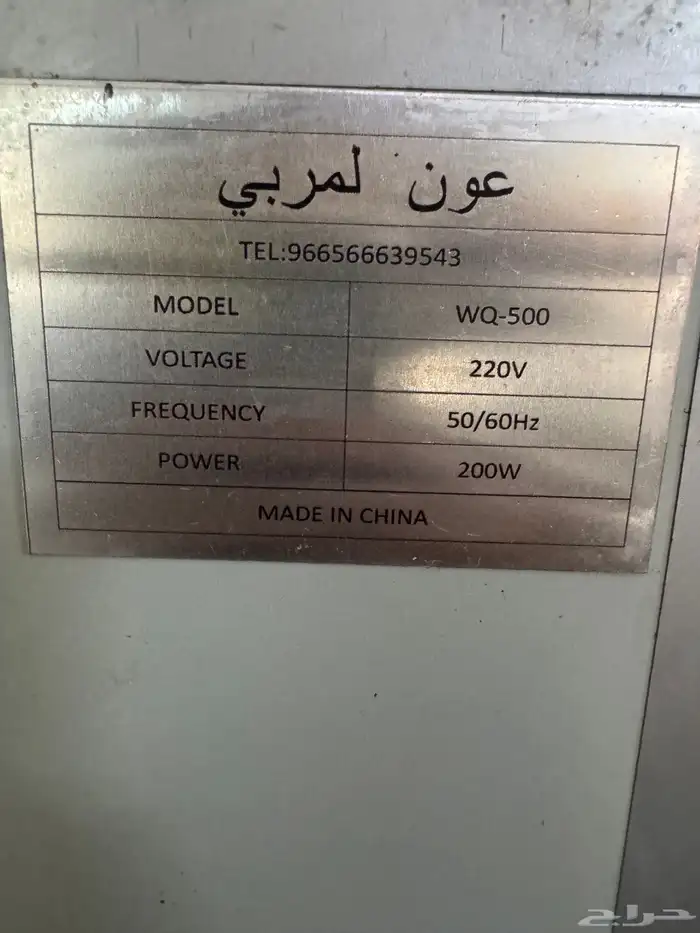 عون لمربي
TEL:966566639543
MODEL WQ-500
VOLTAGE 220V
FREQUENCY 50/60Hz
POWER 200W
MADE IN CHINA
حراج